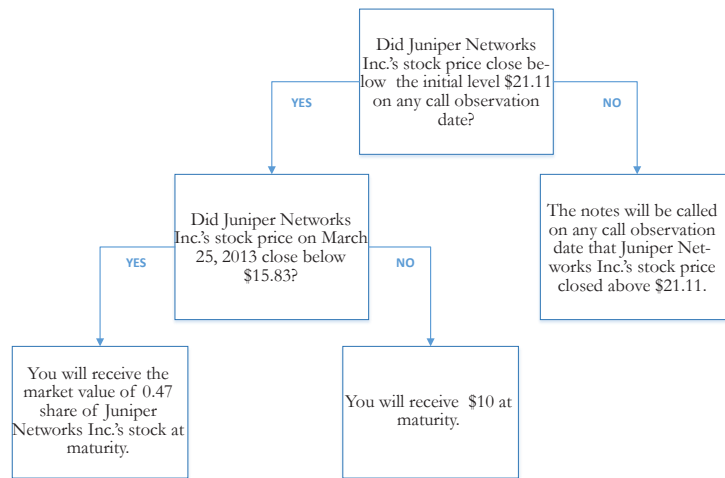 Did Juniper Networks
Inc.'s stock price close be-
low the initial level $21.11
on any call observation
date?
YES
NO
Did Juniper Networks
Inc.'s stock price on March
25, 2013 close below
$15.83?
The notes will be called
on any call observation
date that Juniper Net-
works Inc.'s stock price
closed above $21.11.
YES
NO
You will receive the
market value of 0.47
share of Juniper
Networks Inc.'s stock at
maturity.
You will receive $10 at
maturity.